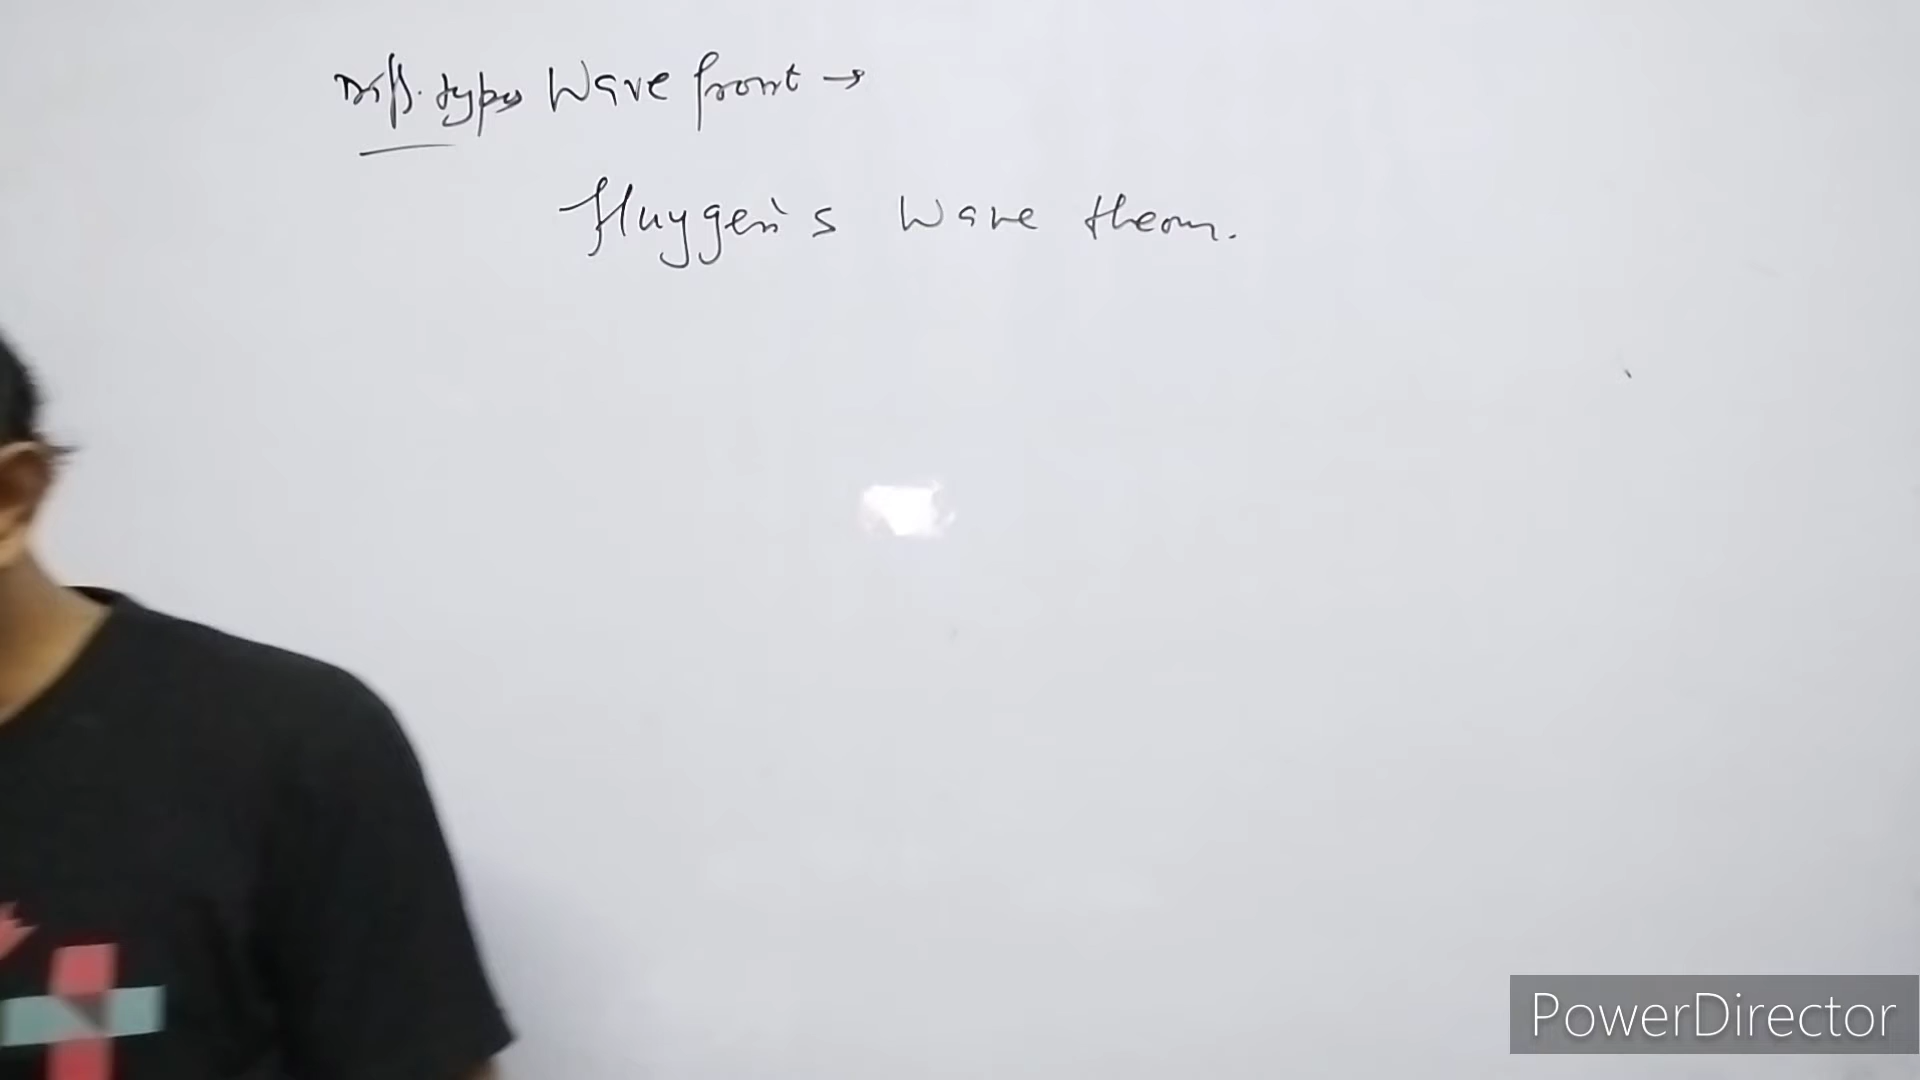 Diff. types Wave front →
Huygen's Wave theory.
PowerDirector